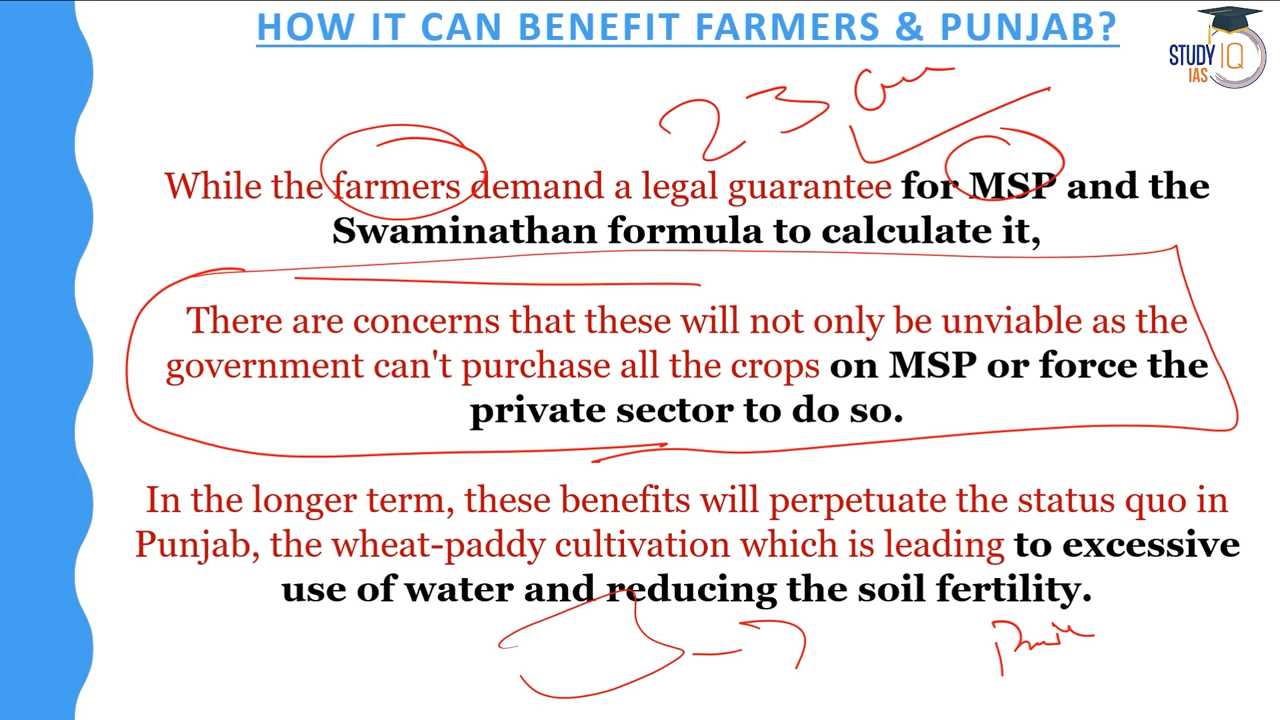 HOW IT CAN BENEFIT FARMERS & PUNJAB?
STUDY IQ
IAS
23
While the farmers demand a legal guarantee for MSP and the
Swaminathan formula to calculate it,
There are concerns that these will not only be unviable as the
government can't purchase all the crops on MSP or force the
private sector to do so.
In the longer term, these benefits will perpetuate the status quo in
Punjab, the wheat-paddy cultivation which is leading to excessive
use of water and reducing the soil fertility.